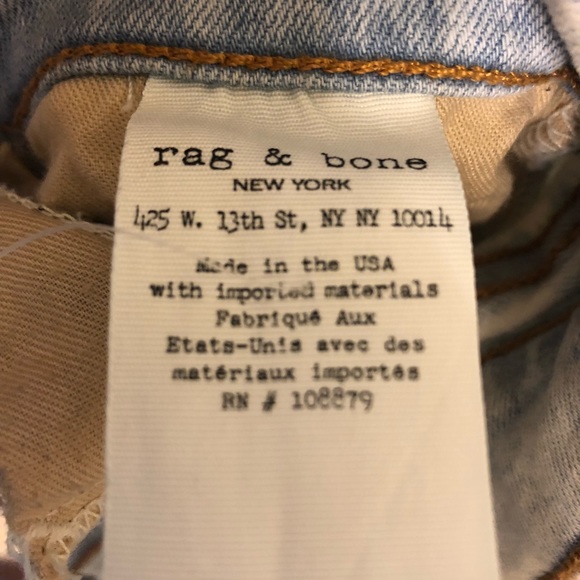 rag & bone
NEW YORK
425 W. 13th St, NY NY 10014
Made in the USA
with imported materials
Fabriqué Aux
Etats-Unis avec des
matériaux importés
RN # 108879